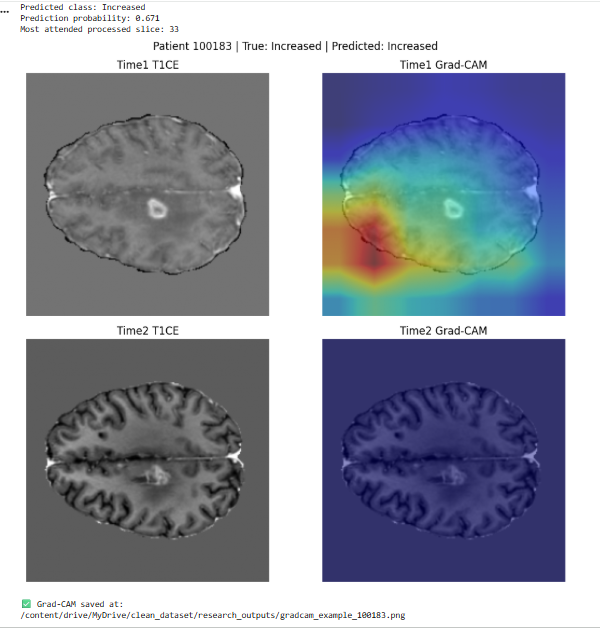 Predicted class: Increased
... Prediction probability: 0.671
Most attended processed slice: 33
Patient 100183 | True: Increased | Predicted: Increased
Time1 T1CE
Time1 Grad-CAM
Time2 T1CE
Time2 Grad-CAM
✅ Grad-CAM saved at:
/content/drive/MyDrive/clean_dataset/research_outputs/gradcam_example_100183.png